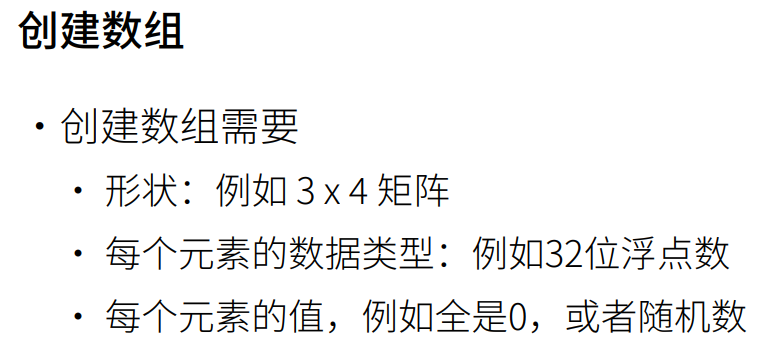 创建数组
• 创建数组需要
• 形状：例如 3 x 4 矩阵
• 每个元素的数据类型：例如32位浮点数
• 每个元素的值，例如全是0，或者随机数